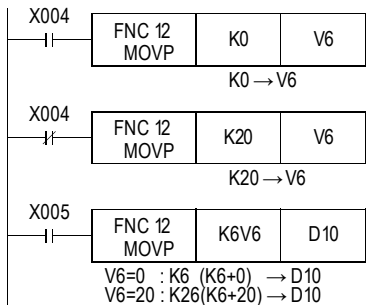 X004
FNC 12 MOVP K0 V6
K0 → V6
X004
FNC 12 MOVP K20 V6
K20 → V6
X005
FNC 12 MOVP K6V6 D10
V6=0 : K6 (K6+0) → D10
V6=20 : K26(K6+20) → D10